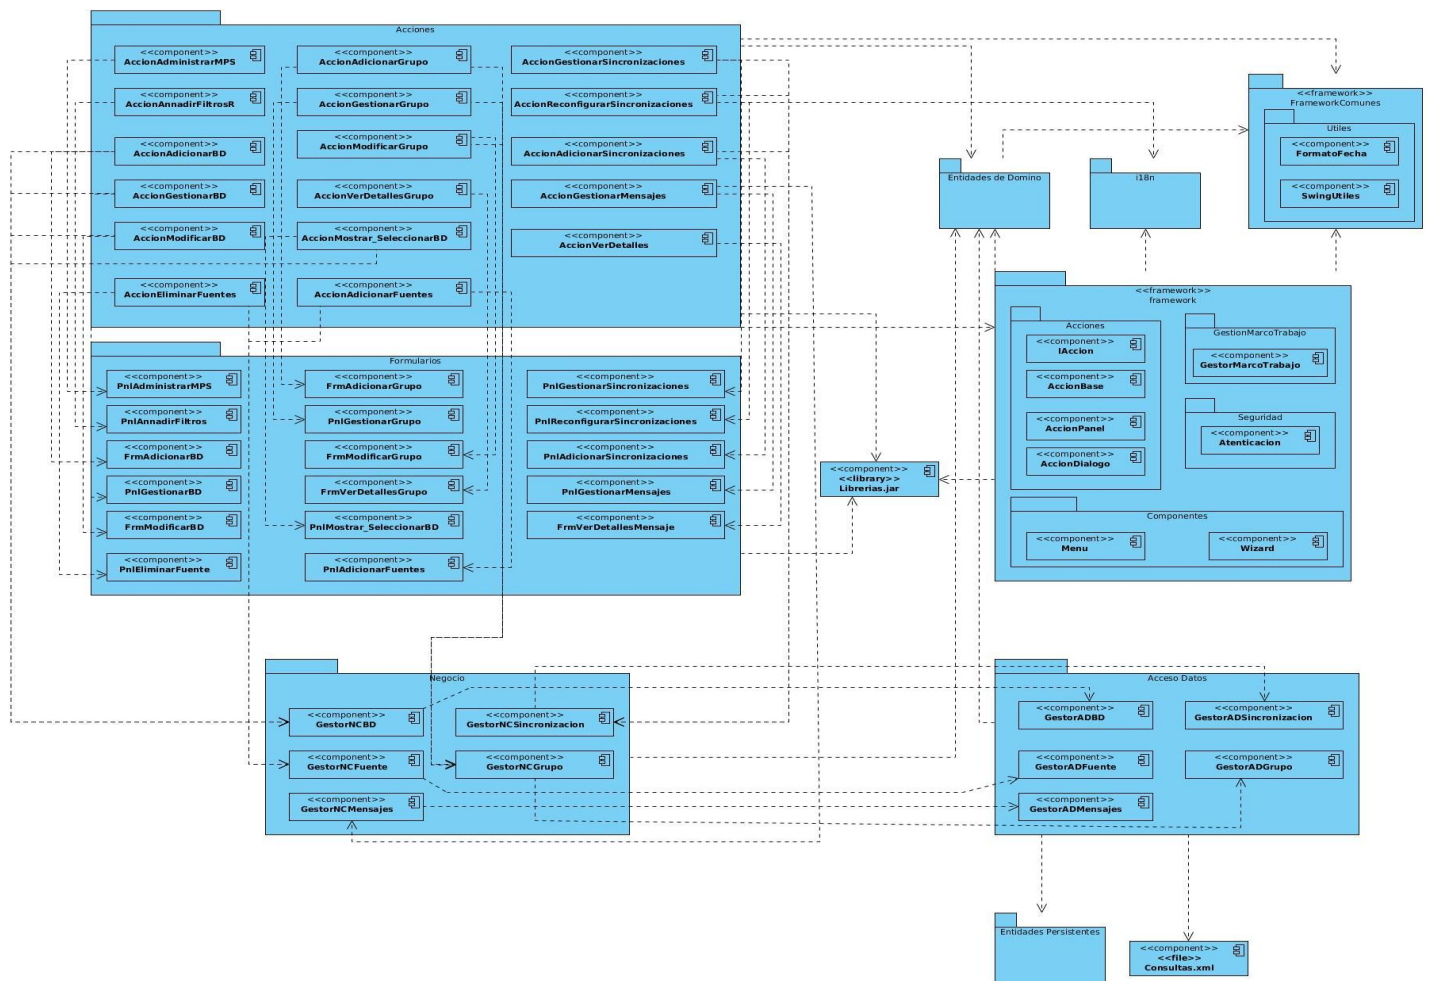 Acciones
<<component>>
AccionAdministrarMPS
<<component>>
AccionAdicionarGrupo
<<component>>
AccionGestionarSincronizaciones
<<component>>
AccionAnnadirFiltrosR
<<component>>
AccionGestionarGrupo
<<component>>
AccionReconfigurarSincronizaciones
<<component>>
AccionAdicionarBD
<<component>>
AccionModificarGrupo
<<component>>
AccionAdicionarSincronizaciones
<<component>>
AccionGestionarBD
<<component>>
AccionVerDetallesGrupo
<<component>>
AccionGestionarMensajes
<<component>>
AccionModificarBD
<<component>>
AccionMostrar_SeleccionarBD
<<component>>
AccionVerDetalles
<<component>>
AccionEliminarFuentes
<<component>>
AccionAdicionarFuentes
<<framework>>
FrameworkComunes
Utiles
<<component>>
FormatoFecha
<<component>>
SwingUtiles
Entidades de Domino
i18n
<<framework>>
framework
Acciones
<<component>>
IAccion
<<component>>
AccionBase
<<component>>
AccionPanel
<<component>>
AccionDialogo
GestionMarcoTrabajo
<<component>>
GestorMarcoTrabajo
Seguridad
<<component>>
Atenticacion
Componentes
<<component>>
Menu
<<component>>
Wizard
Formularios
<<component>>
PnlAdministrarMPS
<<component>>
FrmAdicionarGrupo
<<component>>
PnlGestionarSincronizaciones
<<component>>
PnlAnnadirFiltros
<<component>>
PnlGestionarGrupo
<<component>>
PnlReconfigurarSincronizaciones
<<component>>
FrmAdicionarBD
<<component>>
FrmModificarGrupo
<<component>>
PnlAdicionarSincronizaciones
<<component>>
PnlGestionarBD
<<component>>
FrmVerDetallesGrupo
<<component>>
PnlGestionarMensajes
<<component>>
FrmModificarBD
<<component>>
PnlMostrar_SeleccionarBD
<<component>>
FrmVerDetallesMensaje
<<component>>
PnlEliminarFuente
<<component>>
PnlAdicionarFuentes
<<component>>
<<library>>
Librerias.jar
Negocio
<<component>>
GestorNCBD
<<component>>
GestorNCSincronizacion
<<component>>
GestorNCFuente
<<component>>
GestorNCGrupo
<<component>>
GestorNCMensajes
Acceso Datos
<<component>>
GestorADBD
<<component>>
GestorADSincronizacion
<<component>>
GestorADFuente
<<component>>
GestorADGrupo
<<component>>
GestorADMensajes
Entidades Persistentes
<<component>>
<<file>>
Consultas.xml